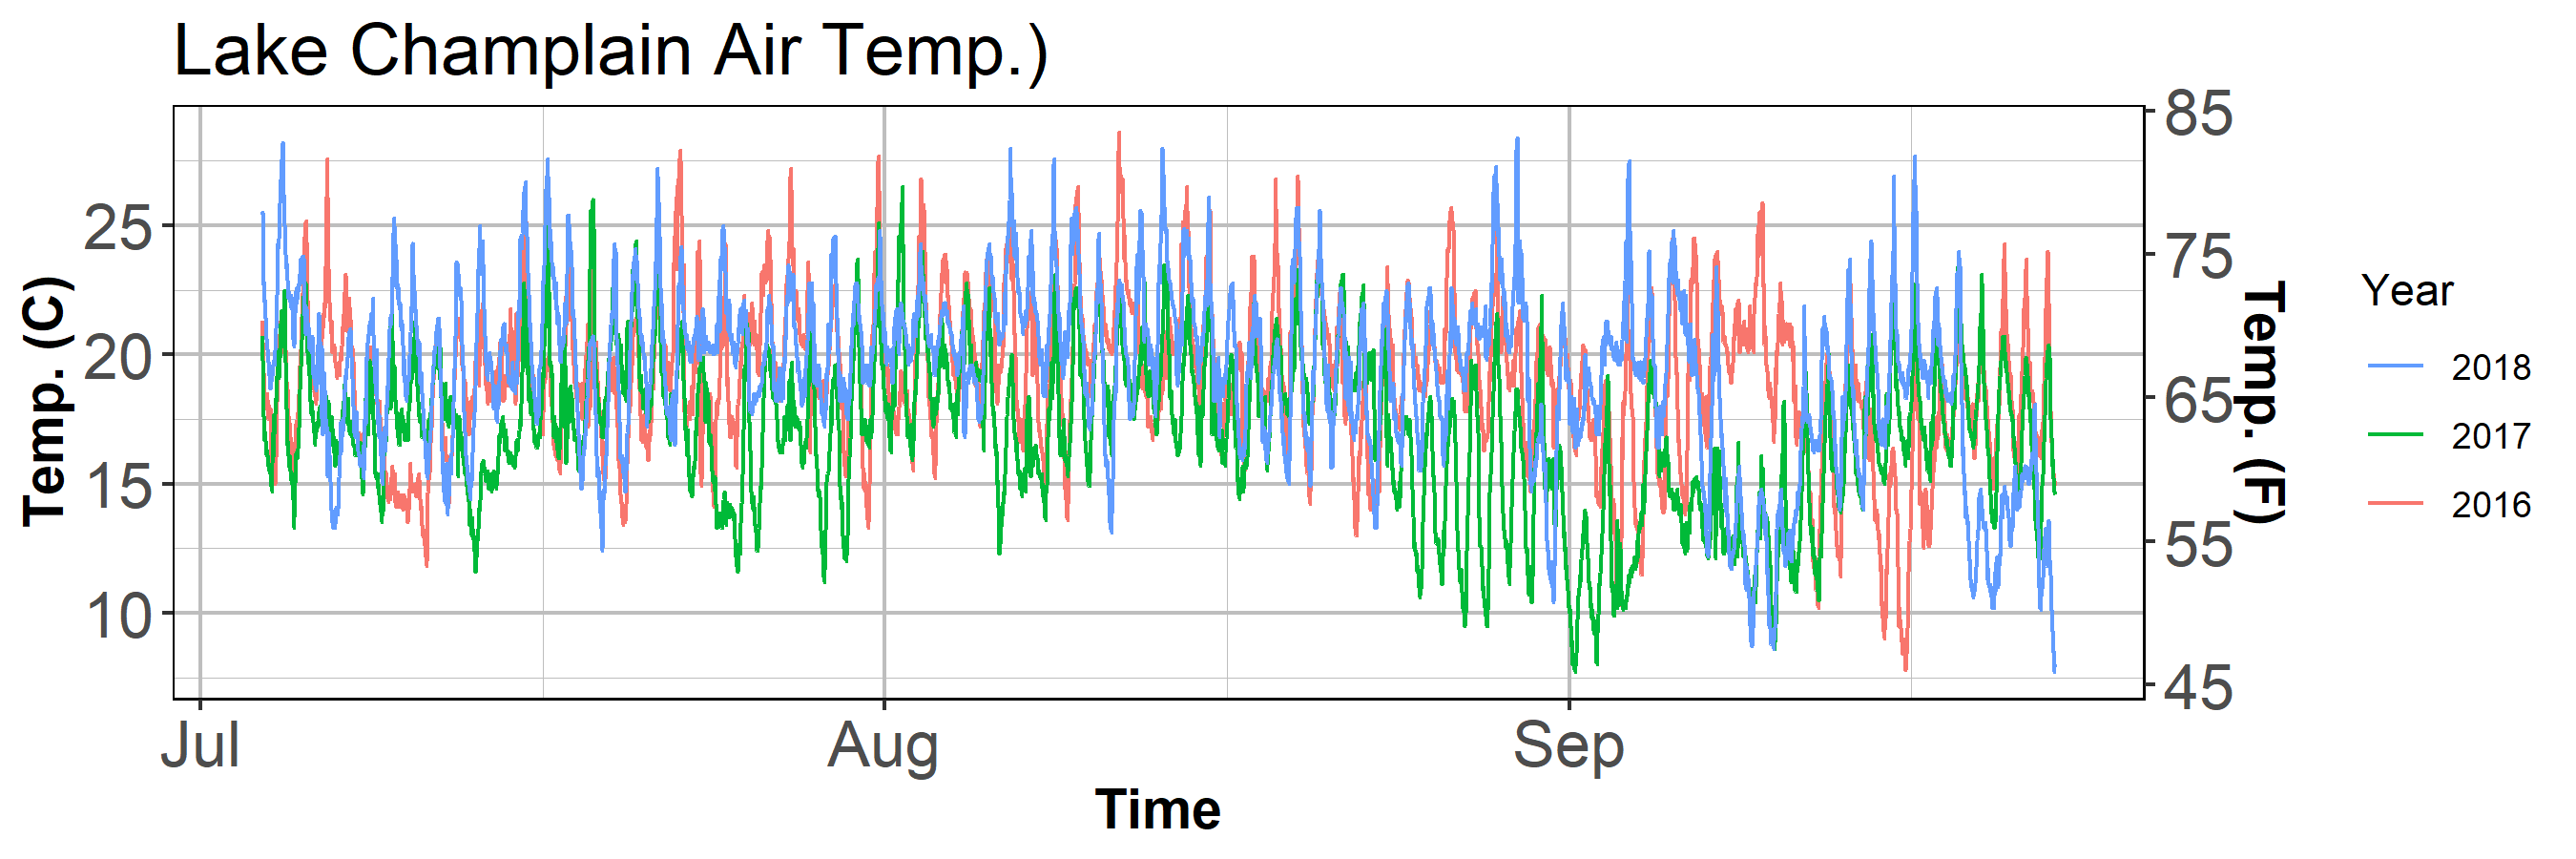 Lake Champlain Air Temp.)
Temp. (C)
25
20
15
10
85
75
65
55
45
Temp. (F)
Jul
Aug
Sep
Time
Year
2018
2017
2016